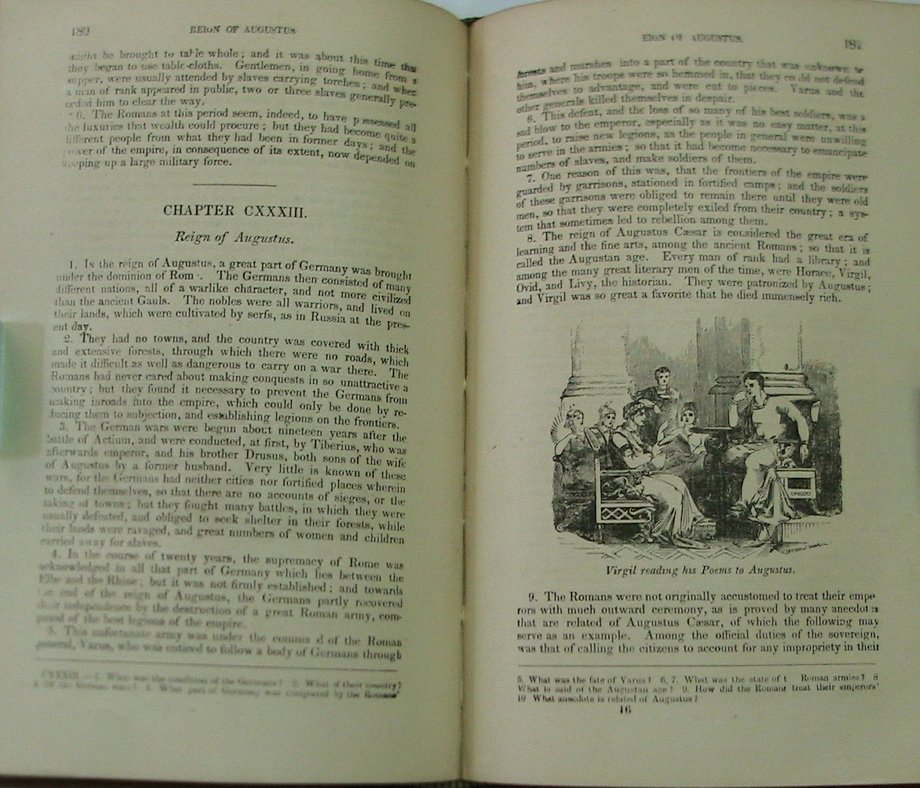 180 REIGN OF AUGUSTUS
might be brought to table whole; and it was about this time that
they began to use table-cloths. Gentlemen, in going home from
supper, were usually attended by slaves carrying torches; and when
a man of rank appeared in public, two or three slaves generally pre-
ceded him to clear the way.
6. The Romans at this period seem, indeed, to have possessed all
the luxuries that wealth could procure; but they had become quite a
different people from what they had been in former days; and the
power of the empire, in consequence of its extent, now depended on
keeping up a large military force.
CHAPTER CXXXIII.
Reign of Augustus.
1. IN the reign of Augustus, a great part of Germany was brought
under the dominion of Rom . The Germans then consisted of many
different nations, all of a warlike character, and not more civilized
than the ancient Gauls. The nobles were all warriors, and lived on
their lands, which were cultivated by serfs, as in Russia at the pres-
ent day.
2. They had no towns, and the country was covered with thick
and extensive forests, through which there were no roads, which
made it difficult as well as dangerous to carry on a war there. The
Romans had never cared about making conquests in so unattractive a
country; but they found it necessary to prevent the Germans from
making inroads into the empire, which could only be done by re-
ducing them to subjection, and establishing legions on the frontiers.
3. The German wars were begun about nineteen years after the
battle of Actium, and were conducted, at first, by Tiberius, who was
afterwards emperor, and his brother Drusus, both sons of the wife
of Augustus by a former husband. Very little is known of these
wars, for the Germans had neither cities nor fortified places wherein
to defend themselves, so that there are no accounts of sieges, or the
taking of towns; but they fought many battles, in which they were
usually defeated, and obliged to seek shelter in their forests, while
their lands were ravaged, and great numbers of women and children
carried away for slaves.
4. In the course of twenty years, the supremacy of Rome was
acknowledged in all that part of Germany which lies between the
Elbe and the Rhine; but it was not firmly established; and towards
the end of the reign of Augustus, the Germans partly recovered
their independence by the destruction of a great Roman army, com-
posed of the best legions of the empire.
5. This unfortunate army was under the comma d of the Roman
general, Varus, who was enticed to follow a body of Germans through
CXXXIII.—1. What was the condition of the Germans? 2. What of their country?
3. Of the German wars? 4. What part of Germany was conquered by the Romans?
EIGN OF AUGUSTUS. 181
forests and marshes into a part of the country that was unknown to
him, where his troops were so hemmed in, that they could not defend
themselves to advantage, and were cut to pieces. Varus and the
other generals killed themselves in despair.
6. This defeat, and the loss of so many of his best soldiers, was a
sad blow to the emperor, especially as it was no easy matter, at this
period, to raise new legions, as the people in general were unwilling
to serve in the armies; so that it had become necessary to emancipate
numbers of slaves, and make soldiers of them.
7. One reason of this was, that the frontiers of the empire were
guarded by garrisons, stationed in fortified camps; and the soldiers
of these garrisons were obliged to remain there until they were old
men, so that they were completely exiled from their country; a sys-
tem that sometimes led to rebellion among them.
8. The reign of Augustus Cæsar is considered the great era of
learning and the fine arts, among the ancient Romans; so that it is
called the Augustan age. Every man of rank had a library; and
among the many great literary men of the time, were Horace, Virgil,
Ovid, and Livy, the historian. They were patronized by Augustus;
and Virgil was so great a favorite that he died immensely rich.
Virgil reading his Poems to Augustus.
9. The Romans were not originally accustomed to treat their empe
rors with much outward ceremony, as is proved by many anecdot s
that are related of Augustus Cæsar, of which the following may
serve as an example. Among the official duties of the sovereign,
was that of calling the citizens to account for any impropriety in their
5. What was the fate of Varus? 6, 7. What was the state of t Roman armies? 8
What is said of the Augustan age? 9. How did the Romans treat their emperors
10 What anecdote is related of Augustus?
16